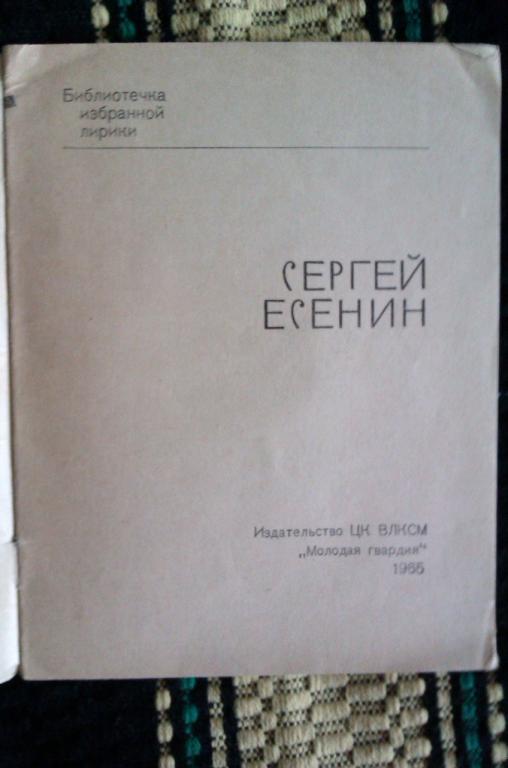 Библиотечка
избранной
лирики
СЕРГЕЙ
ЕСЕНИН
Издательство ЦК ВЛКСМ
„Молодая гвардия“
1965